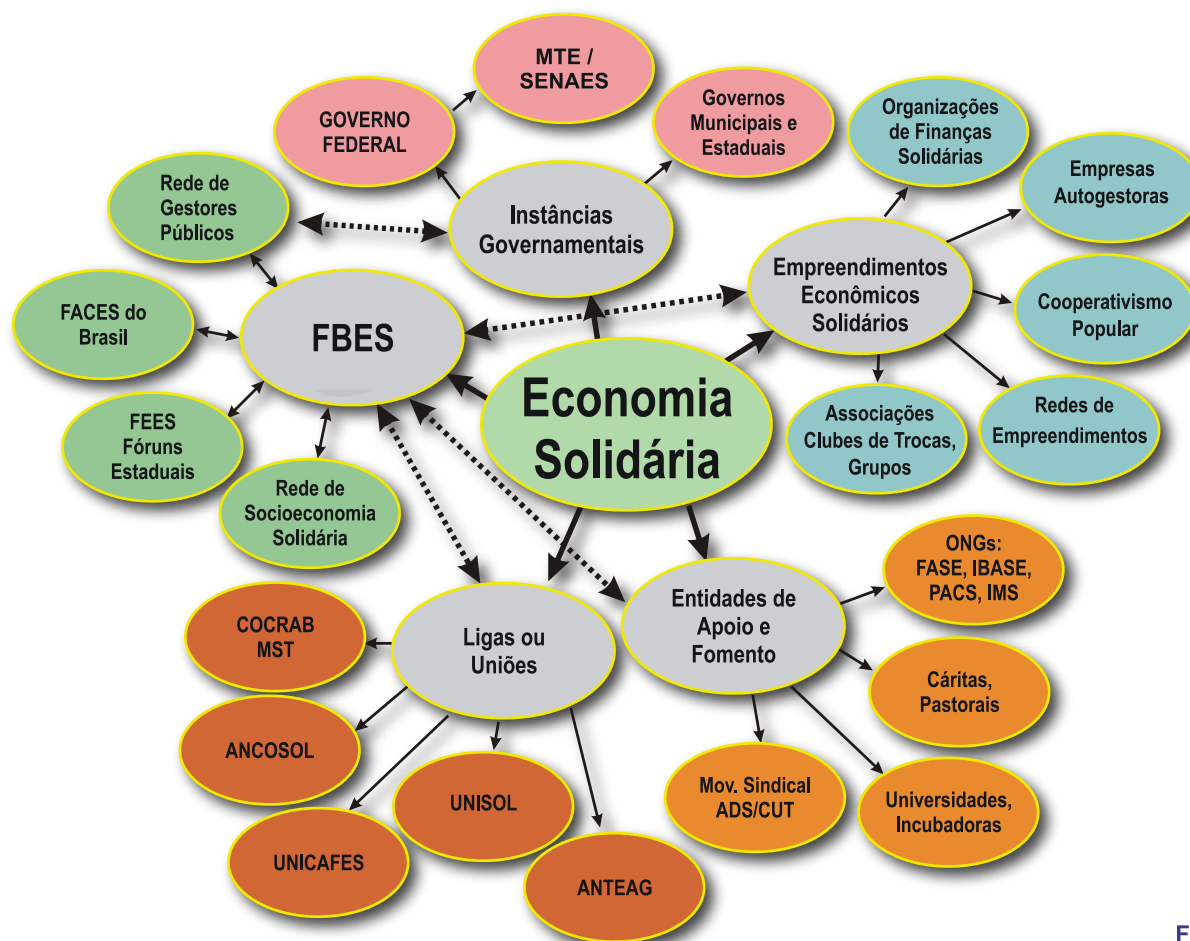 MTE /
SENAES
GOVERNO
FEDERAL
Governos
Municipais e
Estaduais
Organizações
de Finanças
Solidárias
Empresas
Autogestoras
Rede de
Gestores
Públicos
Instâncias
Governamentais
Empreendimentos
Econômicos
Solidários
Cooperativismo
Popular
FACES do
Brasil
FBES
Economia
Solidária
Associações
Clubes de Trocas,
Grupos
Redes de
Empreendimentos
FEES
Fóruns
Estaduais
Rede de
Socioeconomia
Solidária
ONGs:
FASE, IBASE,
PACS, IMS
COCRAB
MST
Ligas ou
Uniões
Entidades de
Apoio e
Fomento
Cáritas,
Pastorais
ANCOSOL
UNISOL
Mov. Sindical
ADS/CUT
Universidades,
Incubadoras
UNICAFES
ANTEAG
F